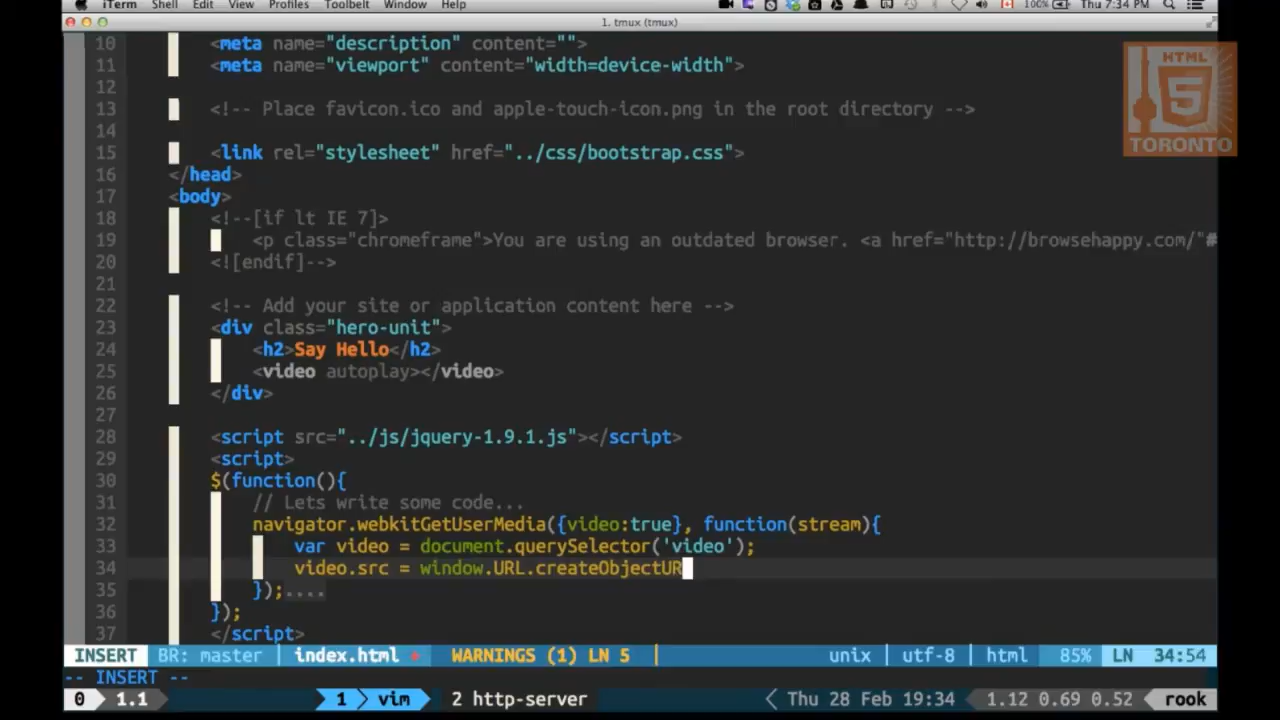 iTerm Shell Edit View Profiles Toolbelt Window Help 100% Thu 7:34 PM
1. tmux (tmux)
10 <meta name="description" content="">
11 <meta name="viewport" content="width=device-width">
12
13 <!-- Place favicon.ico and apple-touch-icon.png in the root directory -->
14
15 <link rel="stylesheet" href="../css/bootstrap.css">
16 </head>
17 <body>
18 <!--[if lt IE 7]>
19 <p class="chromeframe">You are using an outdated browser. <a href="http://browsehappy.com/"#
20 <![endif]-->
21
22 <!-- Add your site or application content here -->
23 <div class="hero-unit">
24 <h2>Say Hello</h2>
25 <video autoplay></video>
26 </div>
27
28 <script src="../js/jquery-1.9.1.js"></script>
29 <script>
30 $(function(){
31 // Lets write some code...
32 navigator.webkitGetUserMedia({video:true}, function(stream){
33 var video = document.querySelector('video');
34 video.src = window.URL.createObjectUR
35 });....
36 });
37 </script>
INSERT BR: master index.html WARNINGS (1) LN 5 unix utf-8 html 85% LN 34:54
-- INSERT --
0 1.1 1 vim 2 http-server Thu 28 Feb 19:34 1.12 0.69 0.52 rook
HTML
5
TORONTO